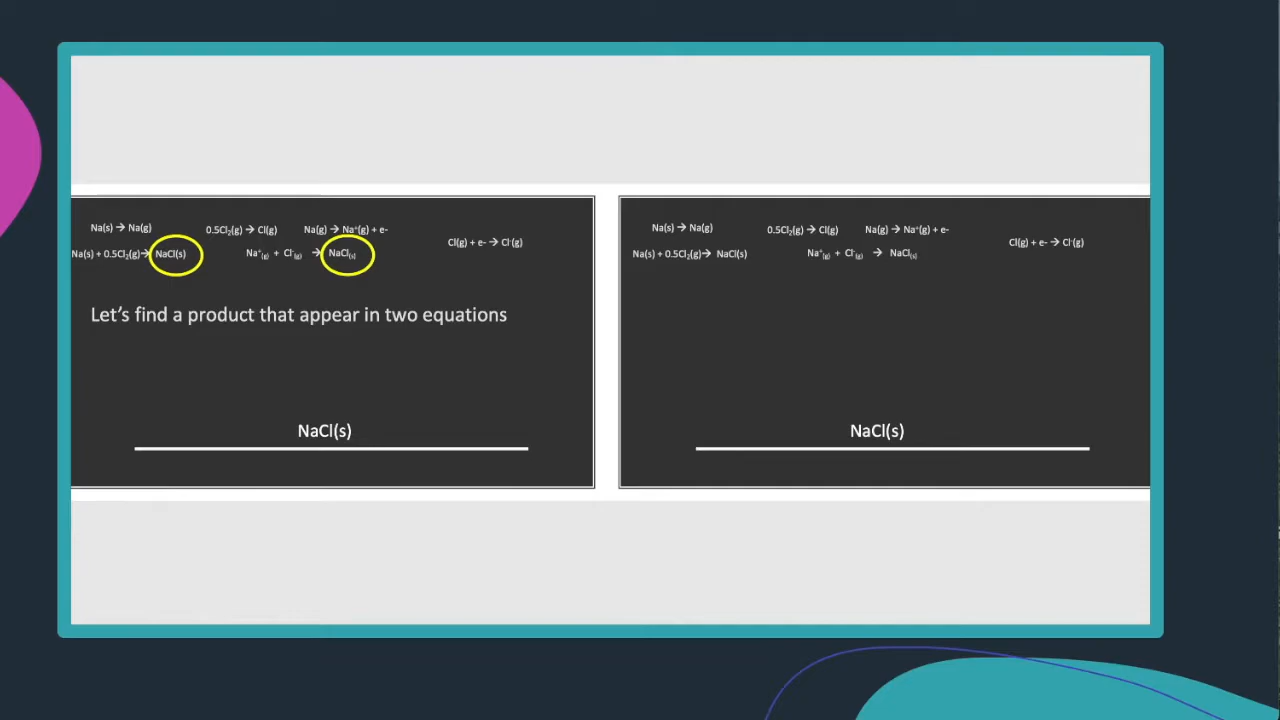 Na(s) → Na(g) 0.5Cl₂(g) → Cl(g) Na(g) → Na⁺(g) + e-
Cl(g) + e- → Cl⁻(g)
Na(s) + 0.5Cl₂(g)→ NaCl(s) Na⁺(g) + Cl⁻(g) → NaCl(s)
Let's find a product that appear in two equations
NaCl(s)
Na(s) → Na(g) 0.5Cl₂(g) → Cl(g) Na(g) → Na⁺(g) + e-
Cl(g) + e- → Cl⁻(g)
Na(s) + 0.5Cl₂(g)→ NaCl(s) Na⁺(g) + Cl⁻(g) → NaCl(s)
NaCl(s)